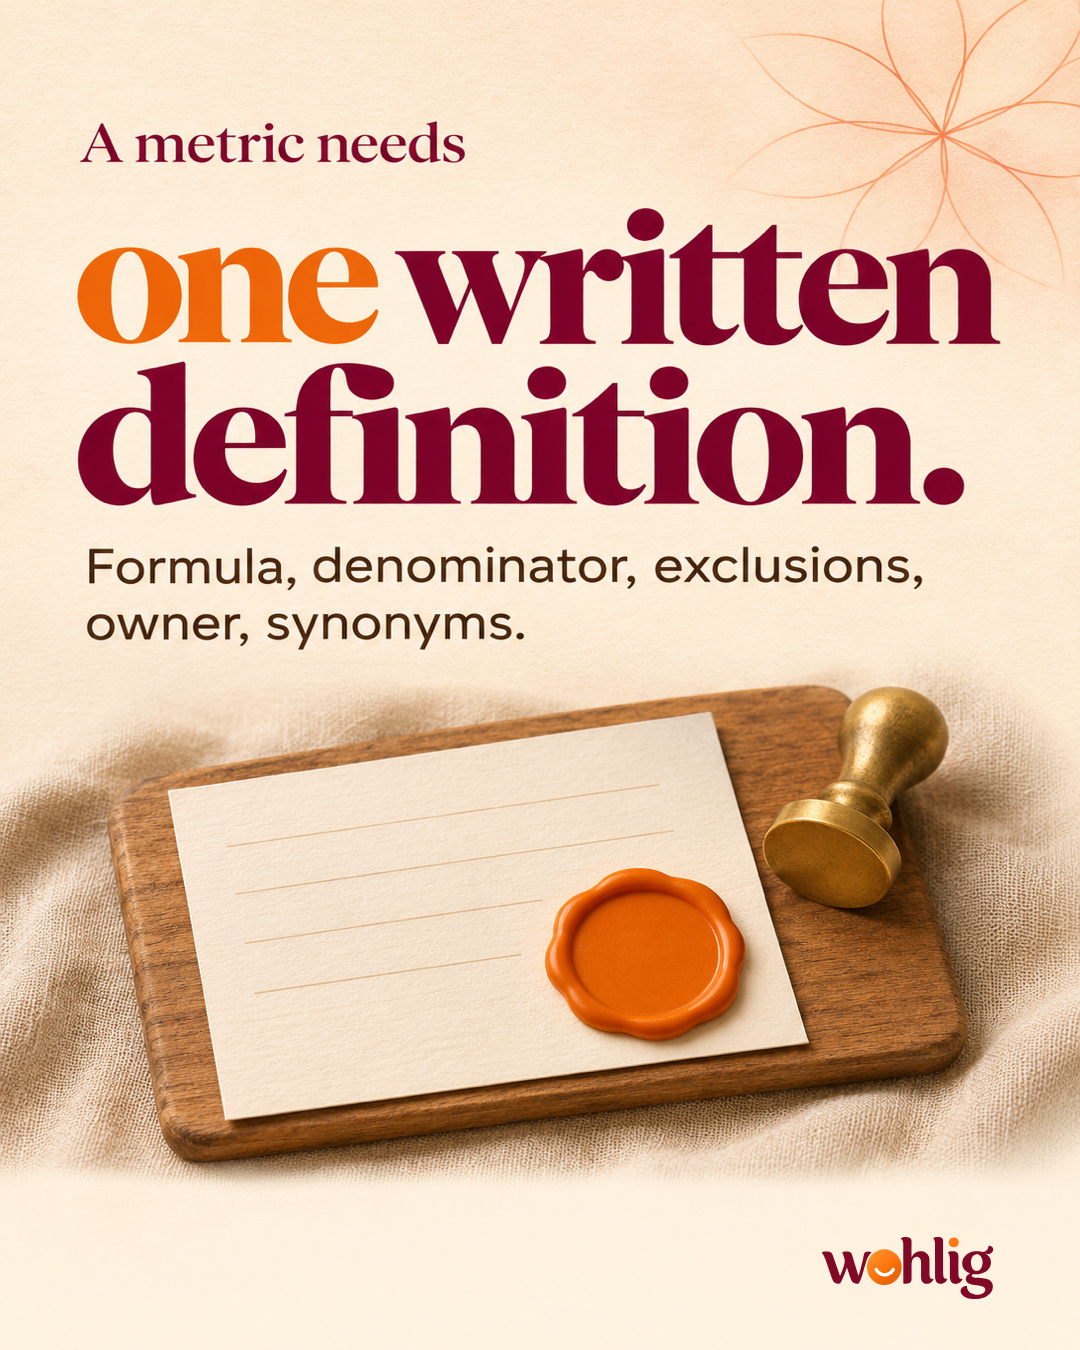 A metric needs
one written
definition.
Formula, denominator, exclusions,
owner, synonyms.
wohlig